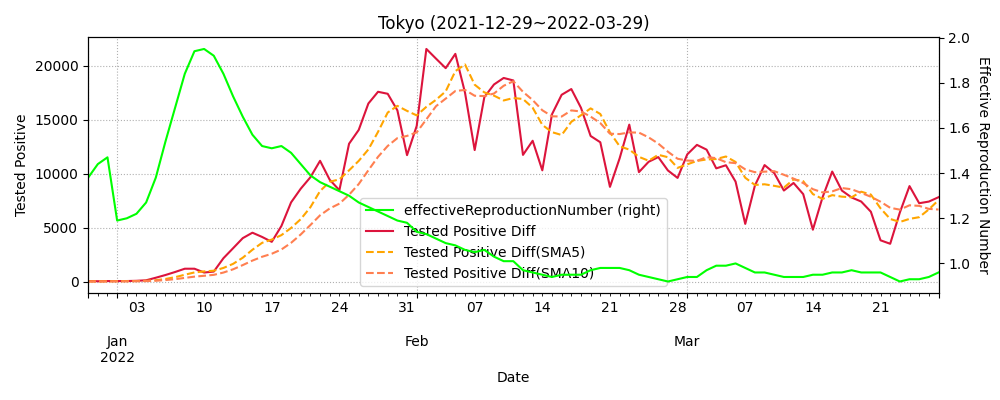 Tokyo (2021-12-29~2022-03-29)
2.0
20000
1.8
15000
1.6
10000
1.4
5000
1.2
0
1.0
Tested Positive
Effective Reproduction Number
effectiveReproductionNumber (right)
Tested Positive Diff
Tested Positive Diff(SMA5)
Tested Positive Diff(SMA10)
03 10 17 24 31 07 14 21 28 07 14 21
Jan Feb Mar
2022
Date